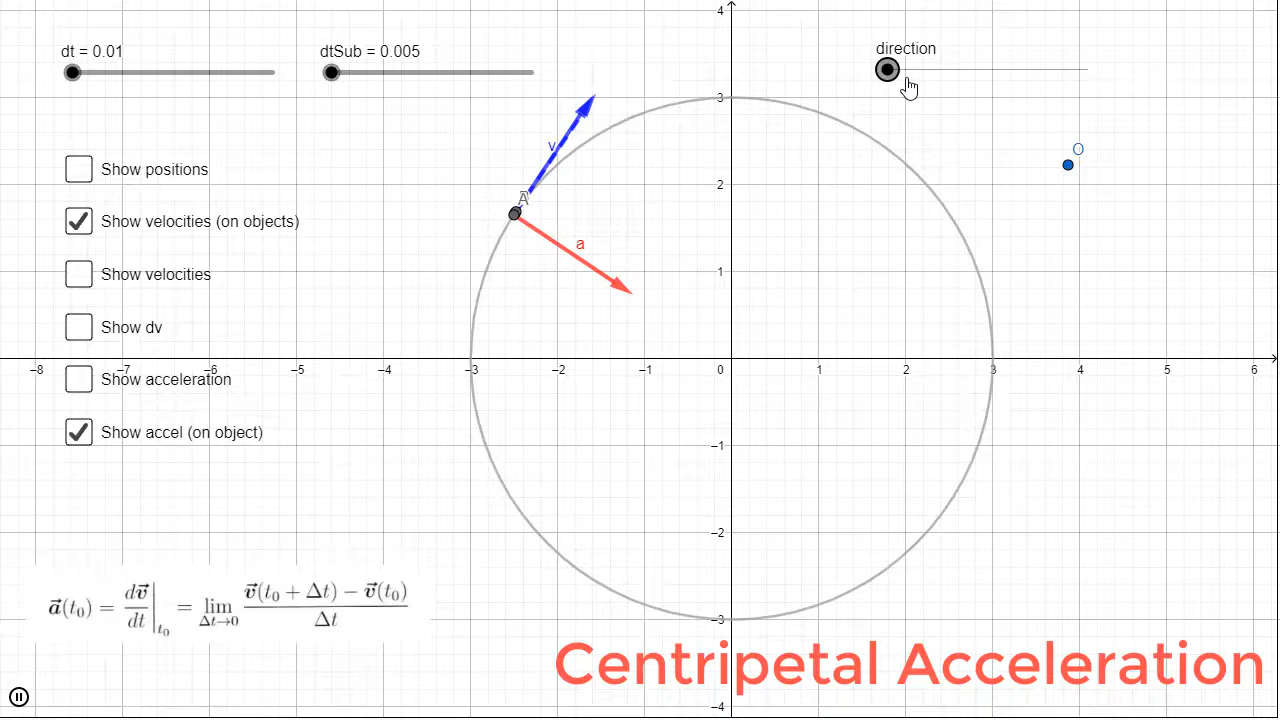 4
dt = 0.01
dtSub = 0.005
direction
3
v
O
Show positions
2
A
Show velocities (on objects)
a
Show velocities
1
Show dv
−8 −7 −6 −5 −4 −3 −2 −1 0 1 2 3 4 5 6
Show acceleration
Show accel (on object)
−1
−2
a⃗(t₀) = dv⃗/dt |t₀ = lim Δt→0 v⃗(t₀ + Δt) − v⃗(t₀) / Δt
−3
Centripetal Acceleration
−4